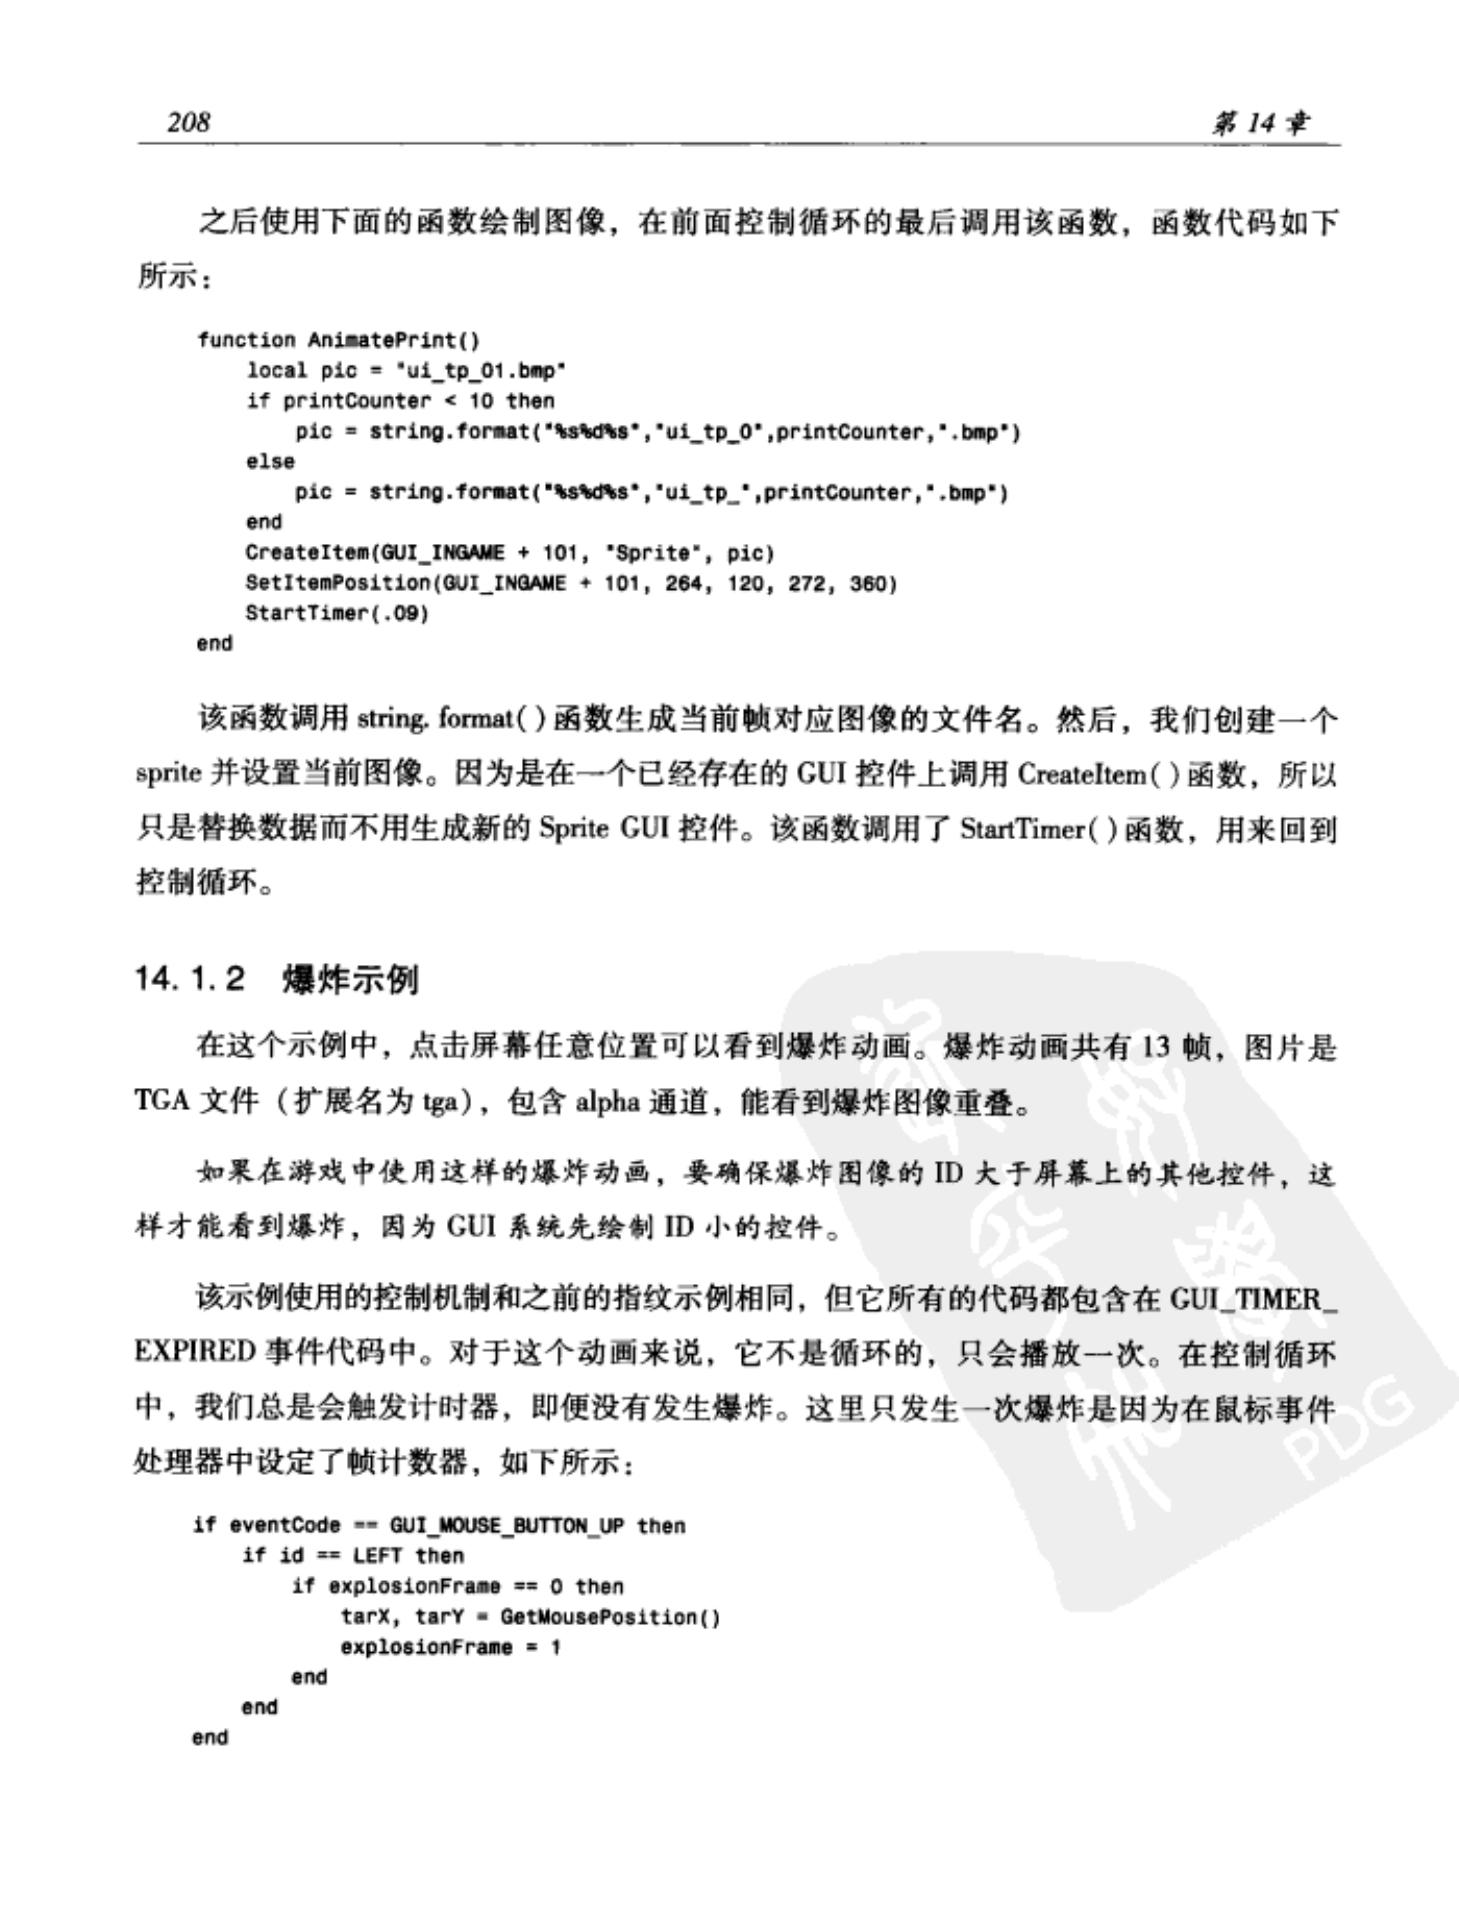 208
第 14 章
之后使用下面的函数绘制图像，在前面控制循环的最后调用该函数，函数代码如下
所示：
function AnimatePrint()
    local pic = "ui_tp_01.bmp"
    if printCounter < 10 then
        pic = string.format("%s%d%s","ui_tp_0",printCounter,".bmp")
    else
        pic = string.format("%s%d%s","ui_tp_",printCounter,".bmp")
    end
    CreateItem(GUI_INGAME + 101, "Sprite", pic)
    SetItemPosition(GUI_INGAME + 101, 264, 120, 272, 360)
    StartTimer(.09)
end
该函数调用 string. format( ) 函数生成当前帧对应图像的文件名。然后，我们创建一个
sprite 并设置当前图像。因为是在一个已经存在的 GUI 控件上调用 CreateItem( ) 函数，所以
只是替换数据而不用生成新的 Sprite GUI 控件。该函数调用了 StartTimer( ) 函数，用来回到
控制循环。
14. 1. 2 爆炸示例
在这个示例中，点击屏幕任意位置可以看到爆炸动画。爆炸动画共有 13 帧，图片是
TGA 文件（扩展名为 tga），包含 alpha 通道，能看到爆炸图像重叠。
如果在游戏中使用这样的爆炸动画，要确保爆炸图像的 ID 大于屏幕上的其他控件，这
样才能看到爆炸，因为 GUI 系统先绘制 ID 小的控件。
该示例使用的控制机制和之前的指纹示例相同，但它所有的代码都包含在 GUI_TIMER_
EXPIRED 事件代码中。对于这个动画来说，它不是循环的，只会播放一次。在控制循环
中，我们总是会触发计时器，即便没有发生爆炸。这里只发生一次爆炸是因为在鼠标事件
处理器中设定了帧计数器，如下所示：
PDG
if eventCode == GUI_MOUSE_BUTTON_UP then
    if id == LEFT then
        if explosionFrame == 0 then
            tarX, tarY = GetMousePosition()
            explosionFrame = 1
        end
    end
end